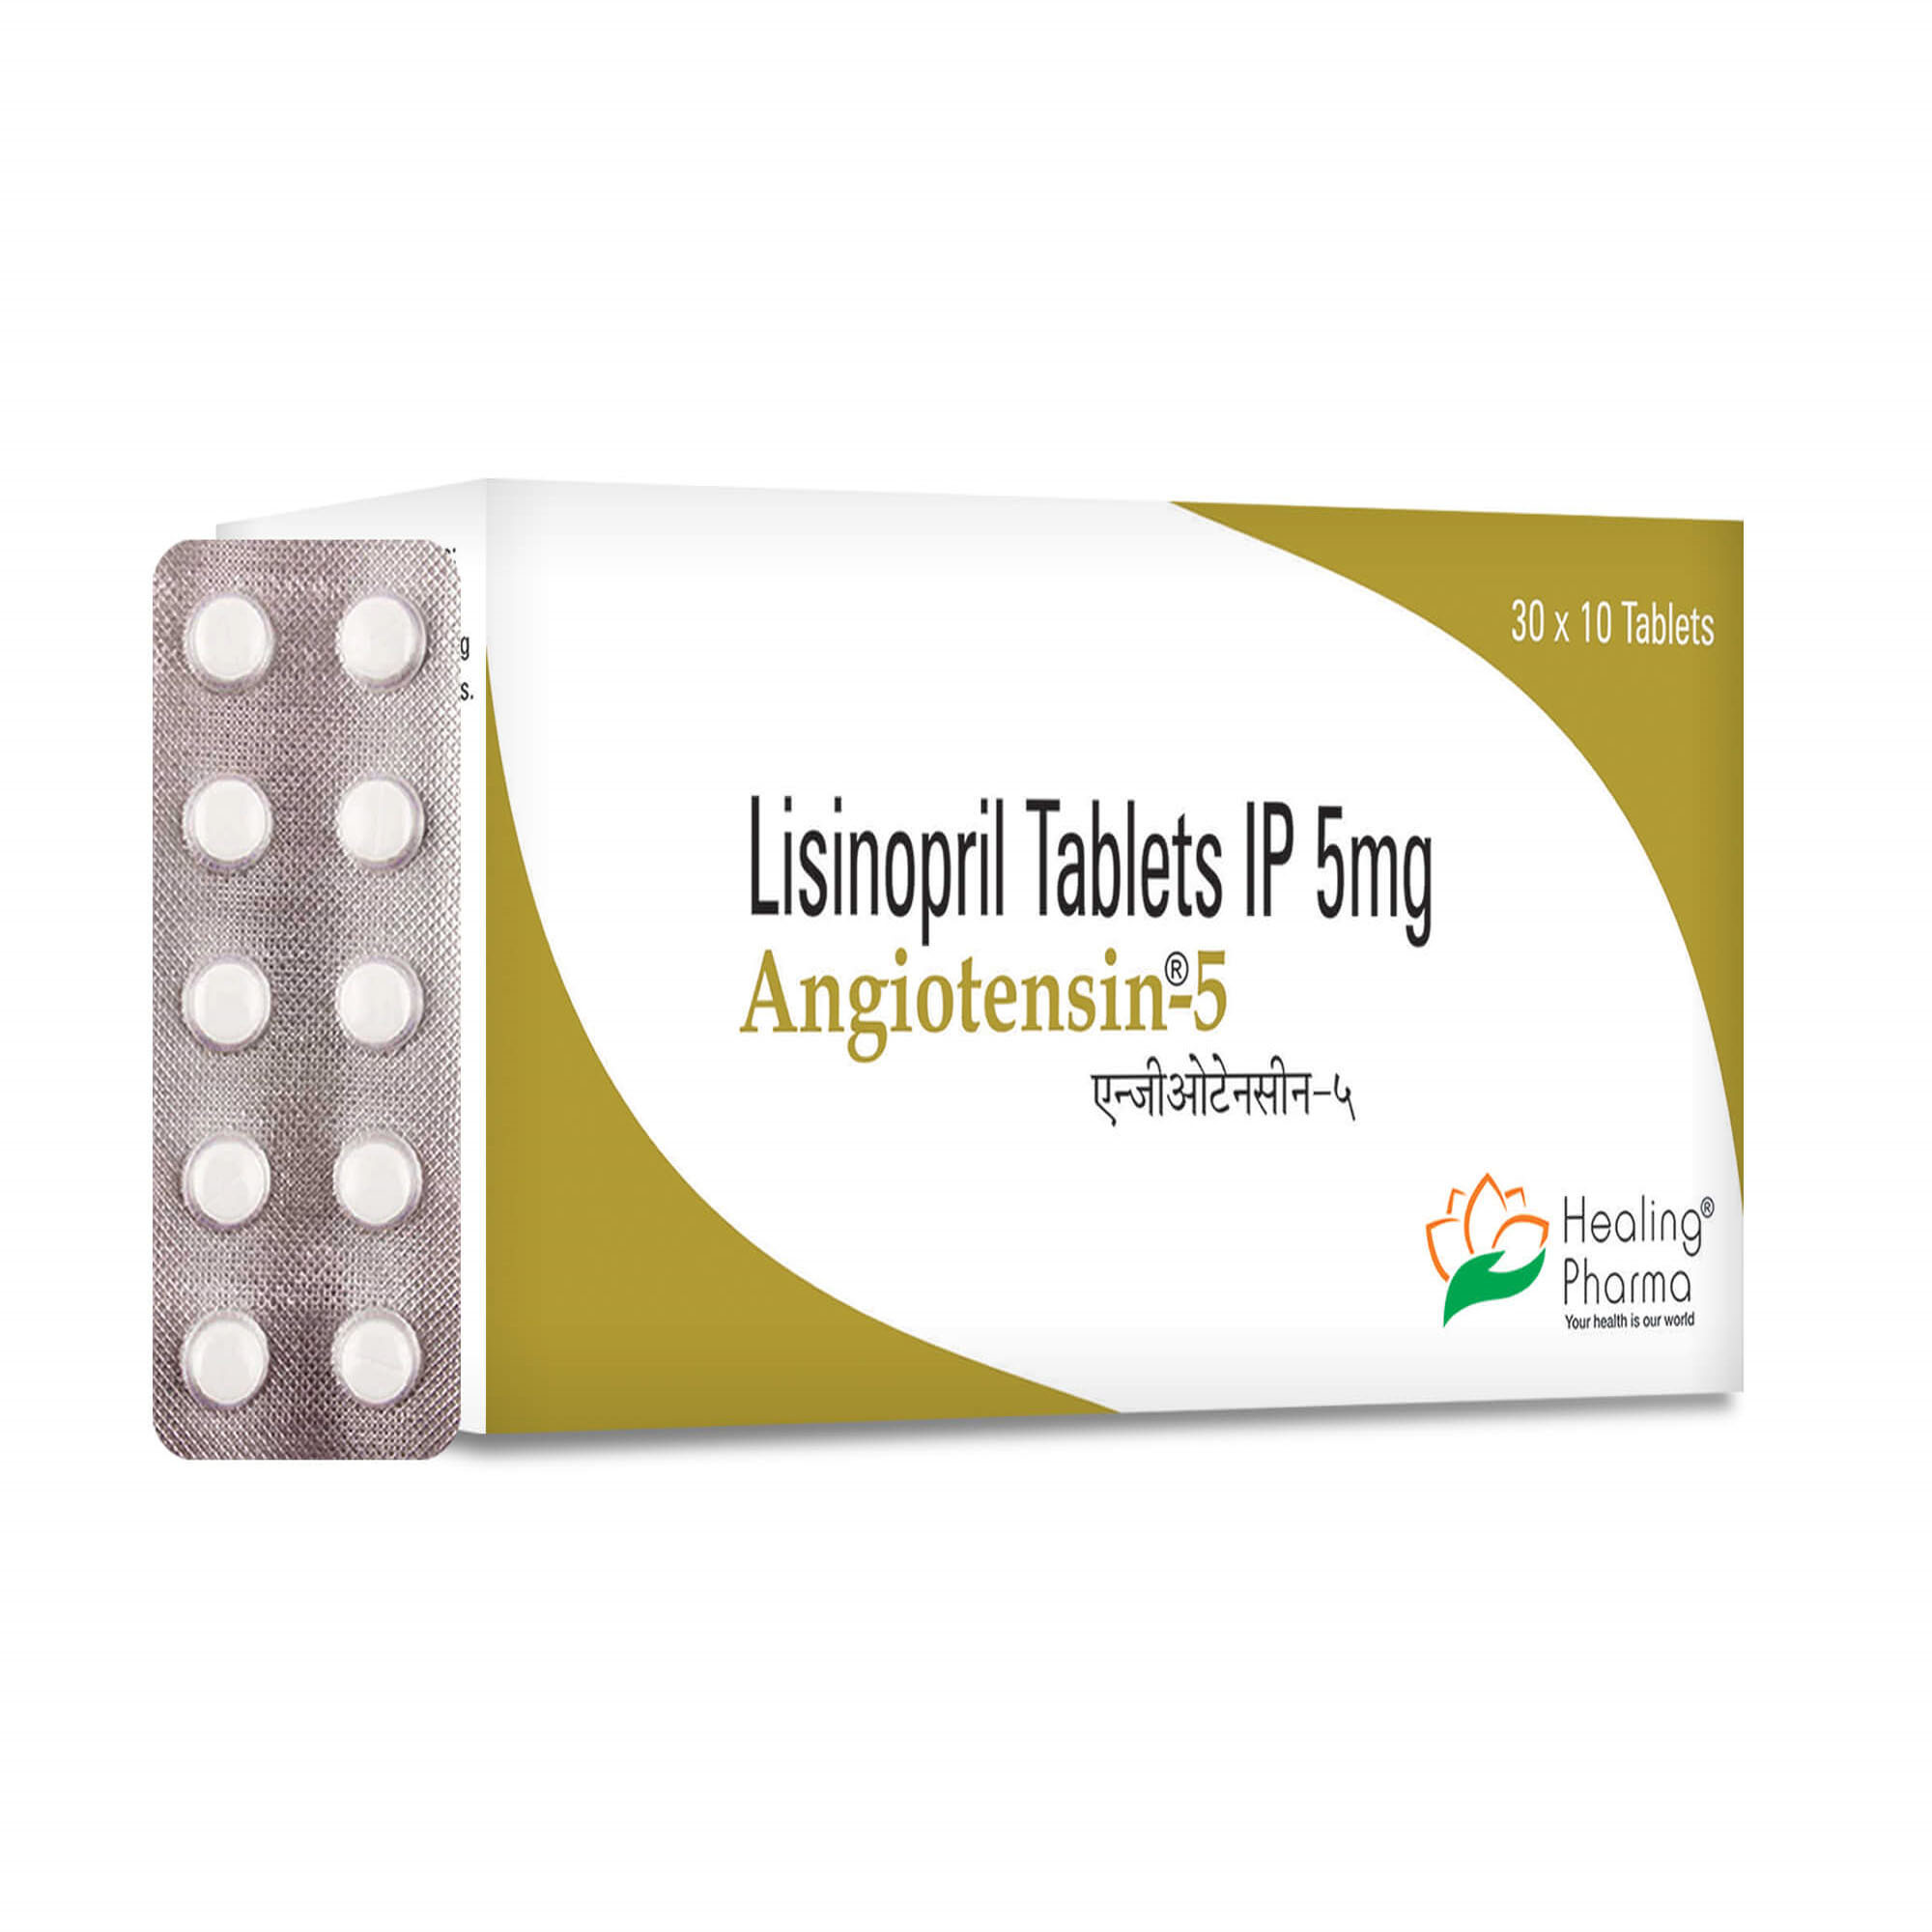 30 x 10 Tablets
g
s.
Lisinopril Tablets IP 5mg
Angiotensin®-5
एन्जीओटेनसीन–५
Healing®
Pharma
Your health is our world